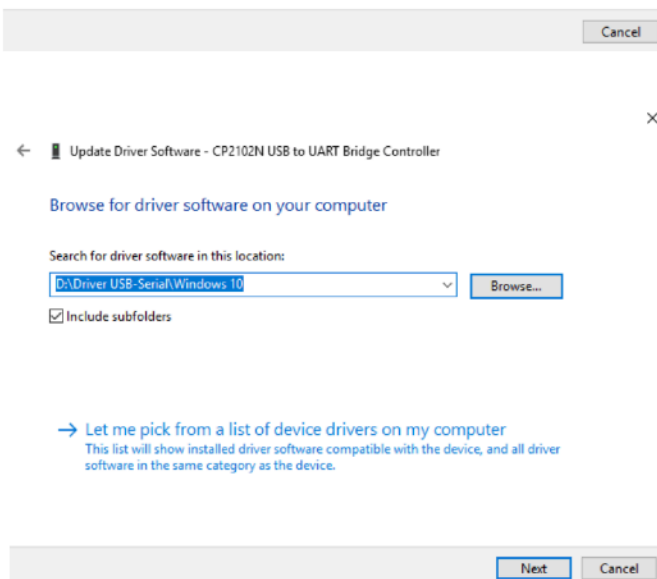 Cancel
Update Driver Software - CP2102N USB to UART Bridge Controller
Browse for driver software on your computer
Search for driver software in this location:
D:\Driver USB-Serial\Windows 10
Browse...
Include subfolders
Let me pick from a list of device drivers on my computer
This list will show installed driver software compatible with the device, and all driver
software in the same category as the device.
Next
Cancel